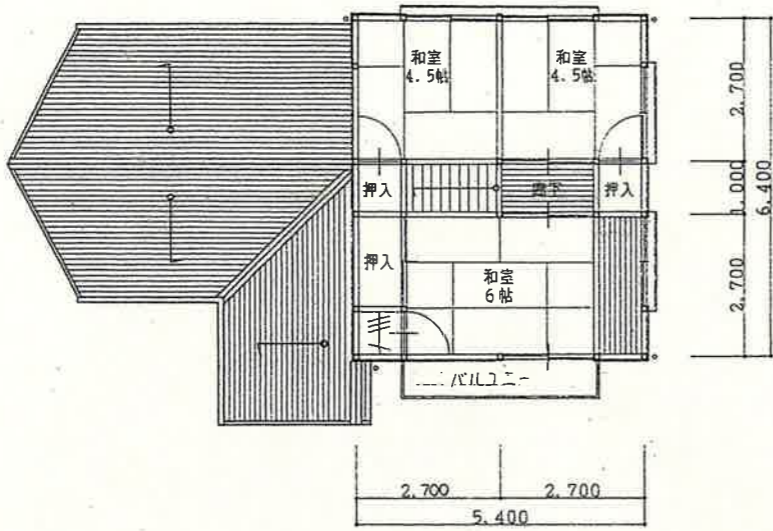 和室
4.5帖
和室
4.5帖
押入
廊下
押入
押入
和室
6帖
バルコニー
2,700
1,000
2,700
6,400
2,700
2,700
5,400